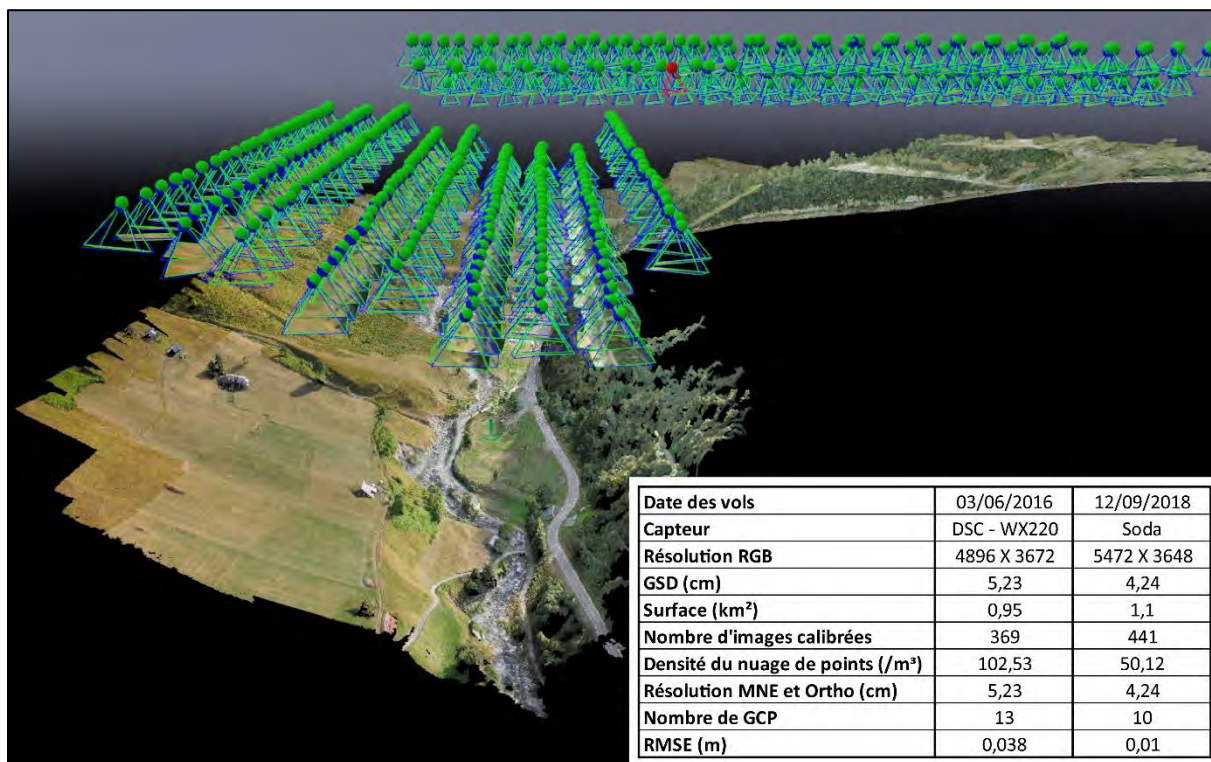 Date des vols 03/06/2016 12/09/2018
Capteur DSC - WX220 Soda
Résolution RGB 4896 X 3672 5472 X 3648
GSD (cm) 5,23 4,24
Surface (km²) 0,95 1,1
Nombre d'images calibrées 369 441
Densité du nuage de points (/m³) 102,53 50,12
Résolution MNE et Ortho (cm) 5,23 4,24
Nombre de GCP 13 10
RMSE (m) 0,038 0,01